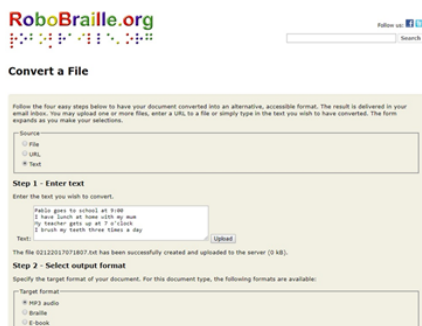 RoboBraille.org
Follow us:
Search
Convert a File
Follow the four easy steps below to have your document converted into an alternative, accessible format. The result is delivered in your
email inbox. You may upload one or more files, enter a URL to a file or simply type in the text you wish to have converted. The form
expands as you make your selections.
Source
File
URL
Text
Step 1 - Enter text
Enter the text you wish to convert.
Pablo goes to school at 9:00
I have lunch at home with my mum
My teacher gets up at 7 o'clock
I brush my teeth three times a day
Text:
Upload
The file 02122017071807.txt has been successfully created and uploaded to the server (0 kB).
Step 2 - Select output format
Specify the target format of your document. For this document type, the following formats are available:
Target format
MP3 audio
Braille
E-book